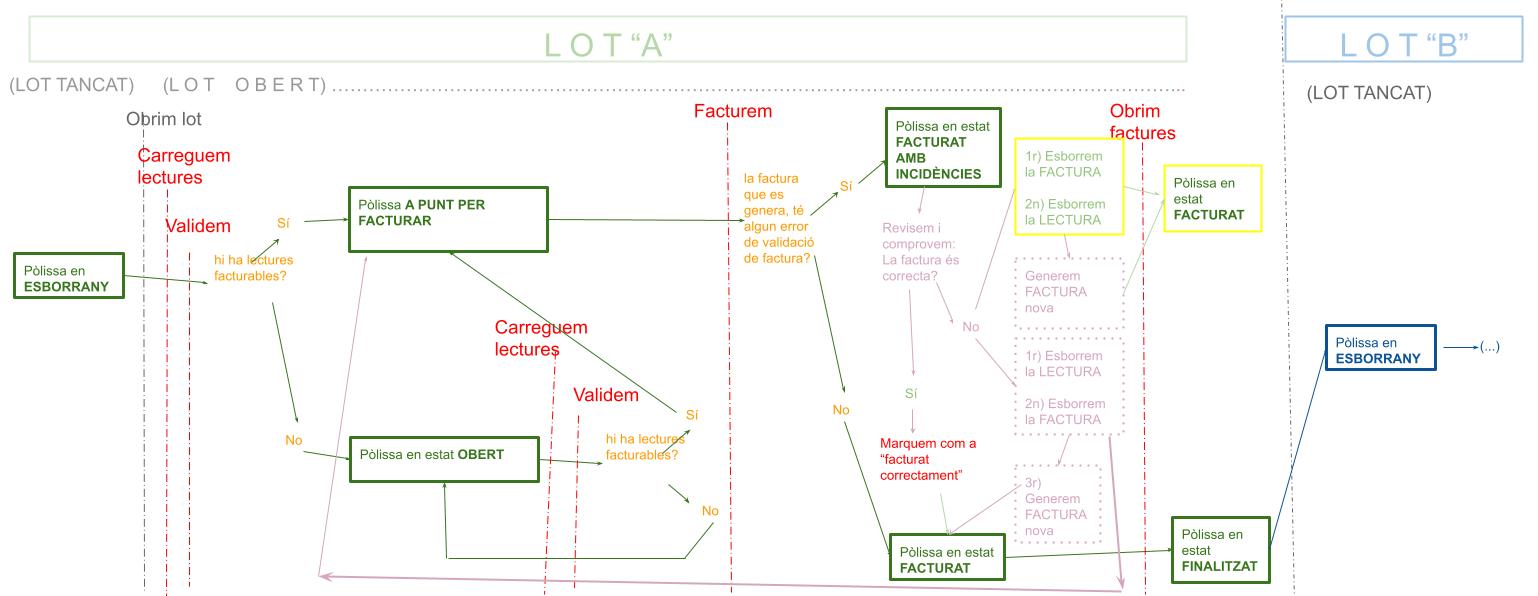 L O T “A”
L O T “B”
(LOT TANCAT)
(L O T O B E R T)
(LOT TANCAT)
Obrim lot
Carreguem
lectures
Validem
Facturem
Obrim
factures
Pòlissa en
ESBORRANY
hi ha lectures
facturables?
Sí
No
Pòlissa A PUNT PER
FACTURAR
Pòlissa en estat OBERT
Carreguem
lectures
Validem
hi ha lectures
facturables?
Sí
No
la factura
que es
genera, té
algun error
de validació
de factura?
Sí
No
Pòlissa en estat
FACTURAT
AMB
INCIDÈNCIES
Revisem i
comprovem:
La factura és
correcta?
No
Sí
Marquem com a
“facturat
correctament”
Pòlissa en estat
FACTURAT
1r) Esborrem
la FACTURA
2n) Esborrem
la LECTURA
Generem
FACTURA
nova
1r) Esborrem
la LECTURA
2n) Esborrem
la FACTURA
3r)
Generem
FACTURA
nova
Pòlissa en
estat
FACTURAT
Pòlissa en
estat
FINALITZAT
Pòlissa en
ESBORRANY
(...)